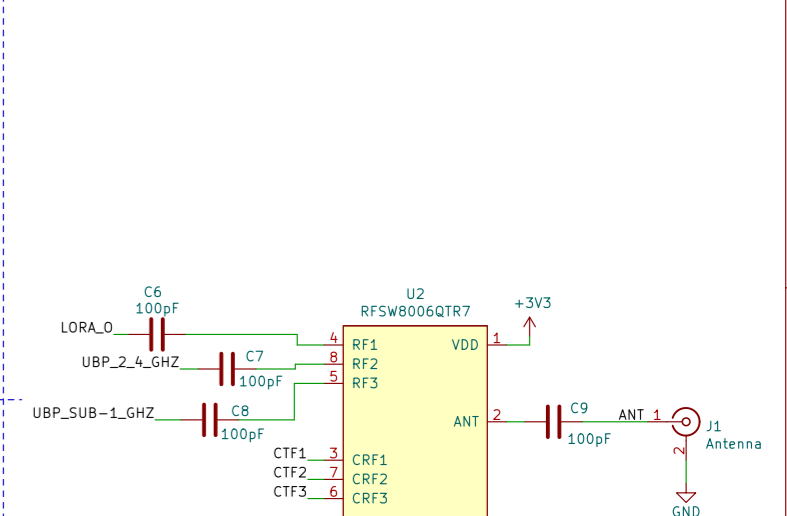 C6
100pF
LORA_O
U2
RFSW8006QTR7
+3V3
4 RF1
VDD 1
UBP_2_4_GHZ
C7
100pF
8 RF2
5 RF3
UBP_SUB-1_GHZ
C8
100pF
ANT 2
C9
100pF
ANT 1
J1
Antenna
2
GND
CTF1 3 CRF1
CTF2 7 CRF2
CTF3 6 CRF3